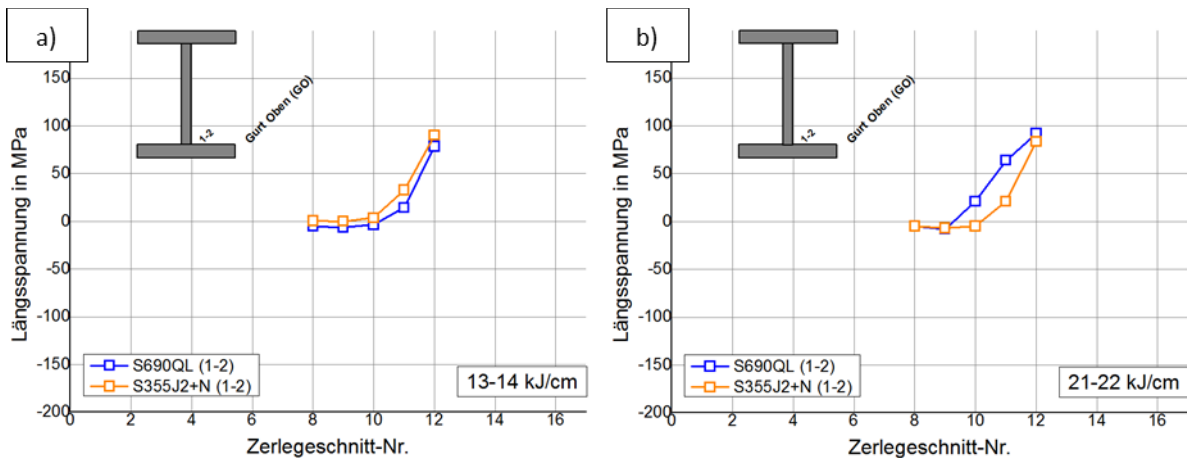 a)
1-2
Gurt Oben (GO)
150
100
50
0
-50
-100
-150
-200
Längsspannung in MPa
S690QL (1-2)
S355J2+N (1-2)
13-14 kJ/cm
0 2 4 6 8 10 12 14 16
Zerlegeschnitt-Nr.
b)
1-2
Gurt Oben (GO)
150
100
50
0
-50
-100
-150
-200
Längsspannung in MPa
S690QL (1-2)
S355J2+N (1-2)
21-22 kJ/cm
0 2 4 6 8 10 12 14 16
Zerlegeschnitt-Nr.